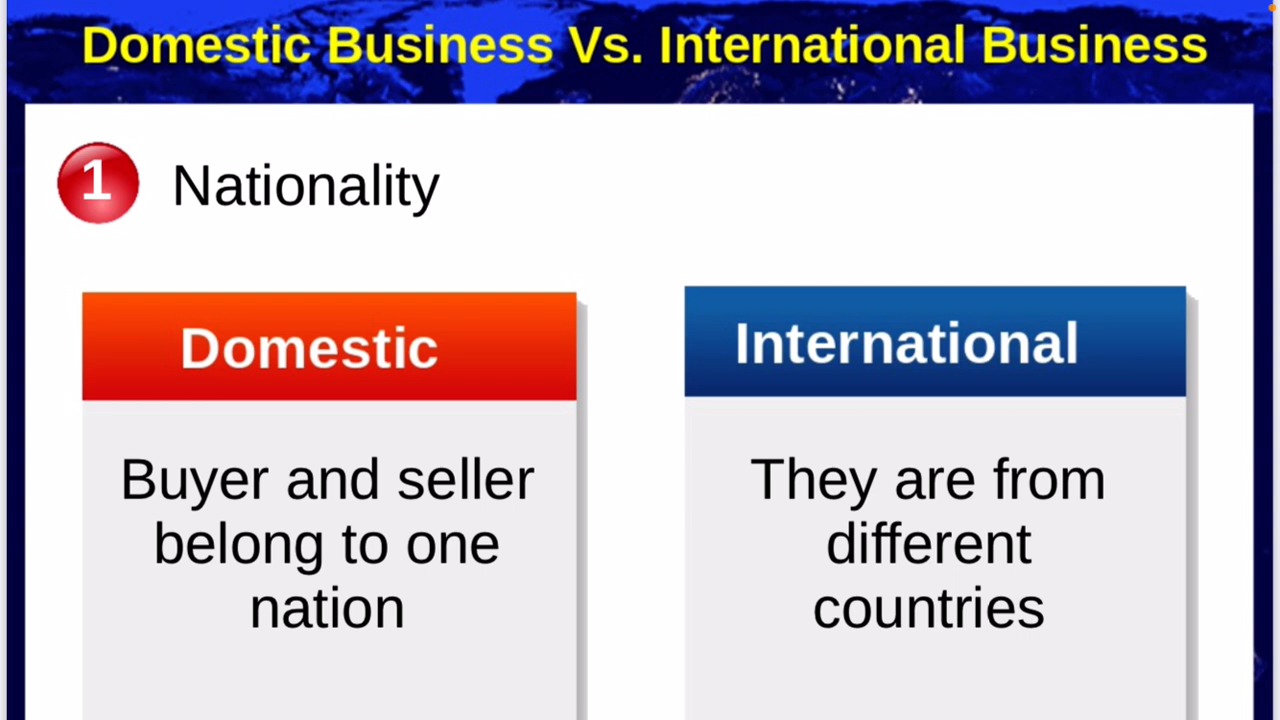 Domestic Business Vs. International Business
1 Nationality
Domestic
Buyer and seller
belong to one
nation
International
They are from
different
countries